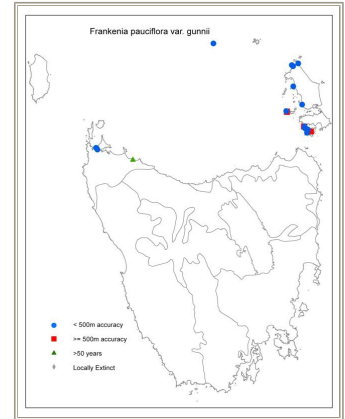 Frankenia pauciflora var. gunnii
< 500m accuracy
>= 500m accuracy
>50 years
Locally Extinct